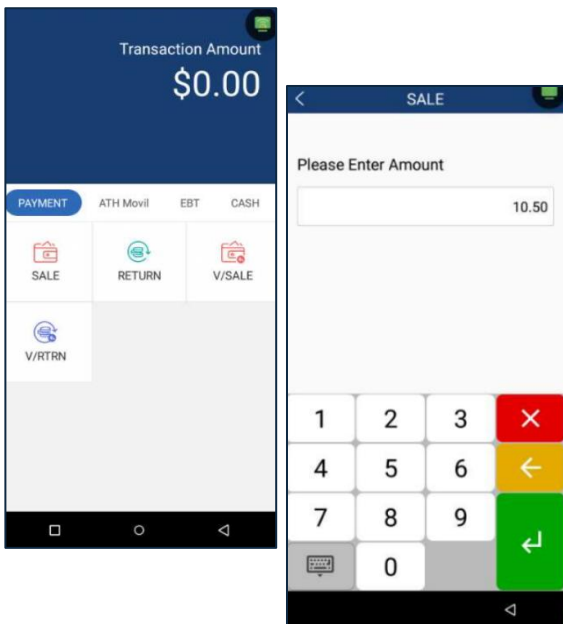 Transaction Amount
$0.00
PAYMENT ATH Movil EBT CASH
SALE RETURN V/SALE
V/RTRN
SALE
Please Enter Amount
10.50
1 2 3
4 5 6
7 8 9
0